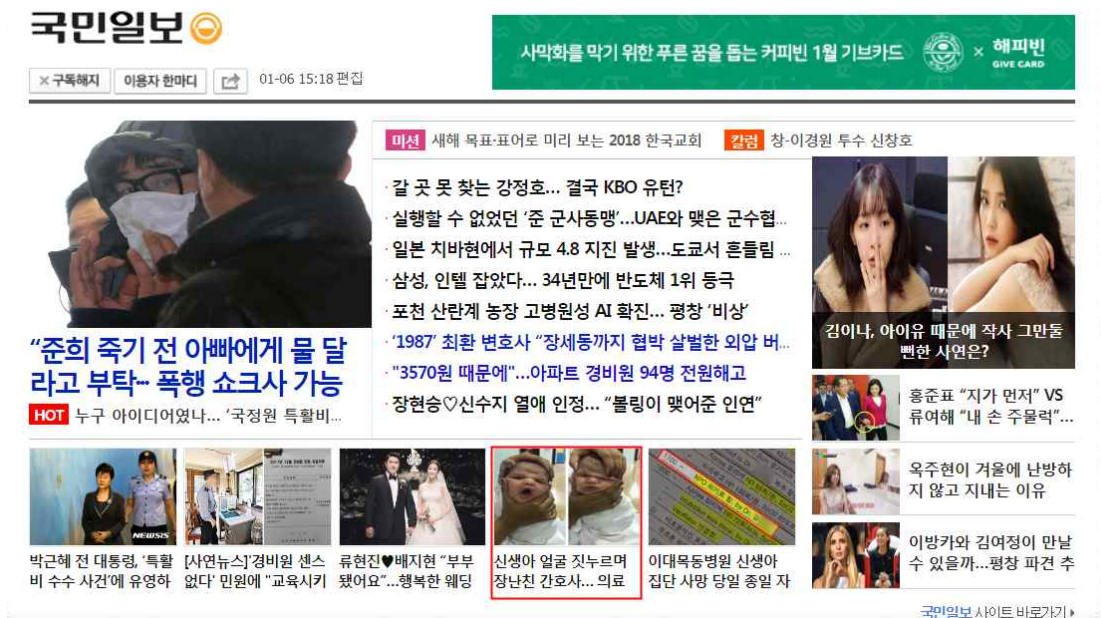 국민일보
사막화를 막기 위한 푸른 꿈을 돕는 커피빈 1월 기브카드
× 해피빈
GIVE CARD
× 구독해지 이용자 한마디 01-06 15:18 편집
미션 새해 목표·표어로 미리 보는 2018 한국교회 칼럼 창-이경원 투수 신창호
· 갈 곳 못 찾는 강정호... 결국 KBO 유턴?
· 실행할 수 없었던 ‘준 군사동맹’...UAE와 맺은 군수협...
· 일본 치바현에서 규모 4.8 지진 발생...도쿄서 흔들림 ...
· 삼성, 인텔 잡았다... 34년만에 반도체 1위 등극
· 포천 산란계 농장 고병원성 AI 확진... 평창 ‘비상’
· ‘1987’ 최환 변호사 “장세동까지 협박 살벌한 외압 버...
· "3570원 때문에"...아파트 경비원 94명 전원해고
· 장현승♡신수지 열애 인정... “볼링이 맺어준 인연”
“준희 죽기 전 아빠에게 물 달
라고 부탁… 폭행 쇼크사 가능
HOT 누구 아이디어였나... ‘국정원 특활비...
김이나, 아이유 때문에 작사 그만둘
뻔한 사연은?
홍준표 “지가 먼저” VS
류여해 “내 손 주물럭”...
옥주현이 겨울에 난방하
지 않고 지내는 이유
이방카와 김여정이 만날
수 있을까...평창 파견 추
NEWSIS
박근혜 전 대통령, ‘특활
비 수수 사건’에 유영하
[사연뉴스]‘경비원 센스
없다’ 민원에 "교육시키
류현진♥배지현 “부부
됐어요”...행복한 웨딩
신생아 얼굴 짓누르며
장난친 간호사... 의료
이대목동병원 신생아
집단 사망 당일 종일 자
국민일보 사이트 바로가기